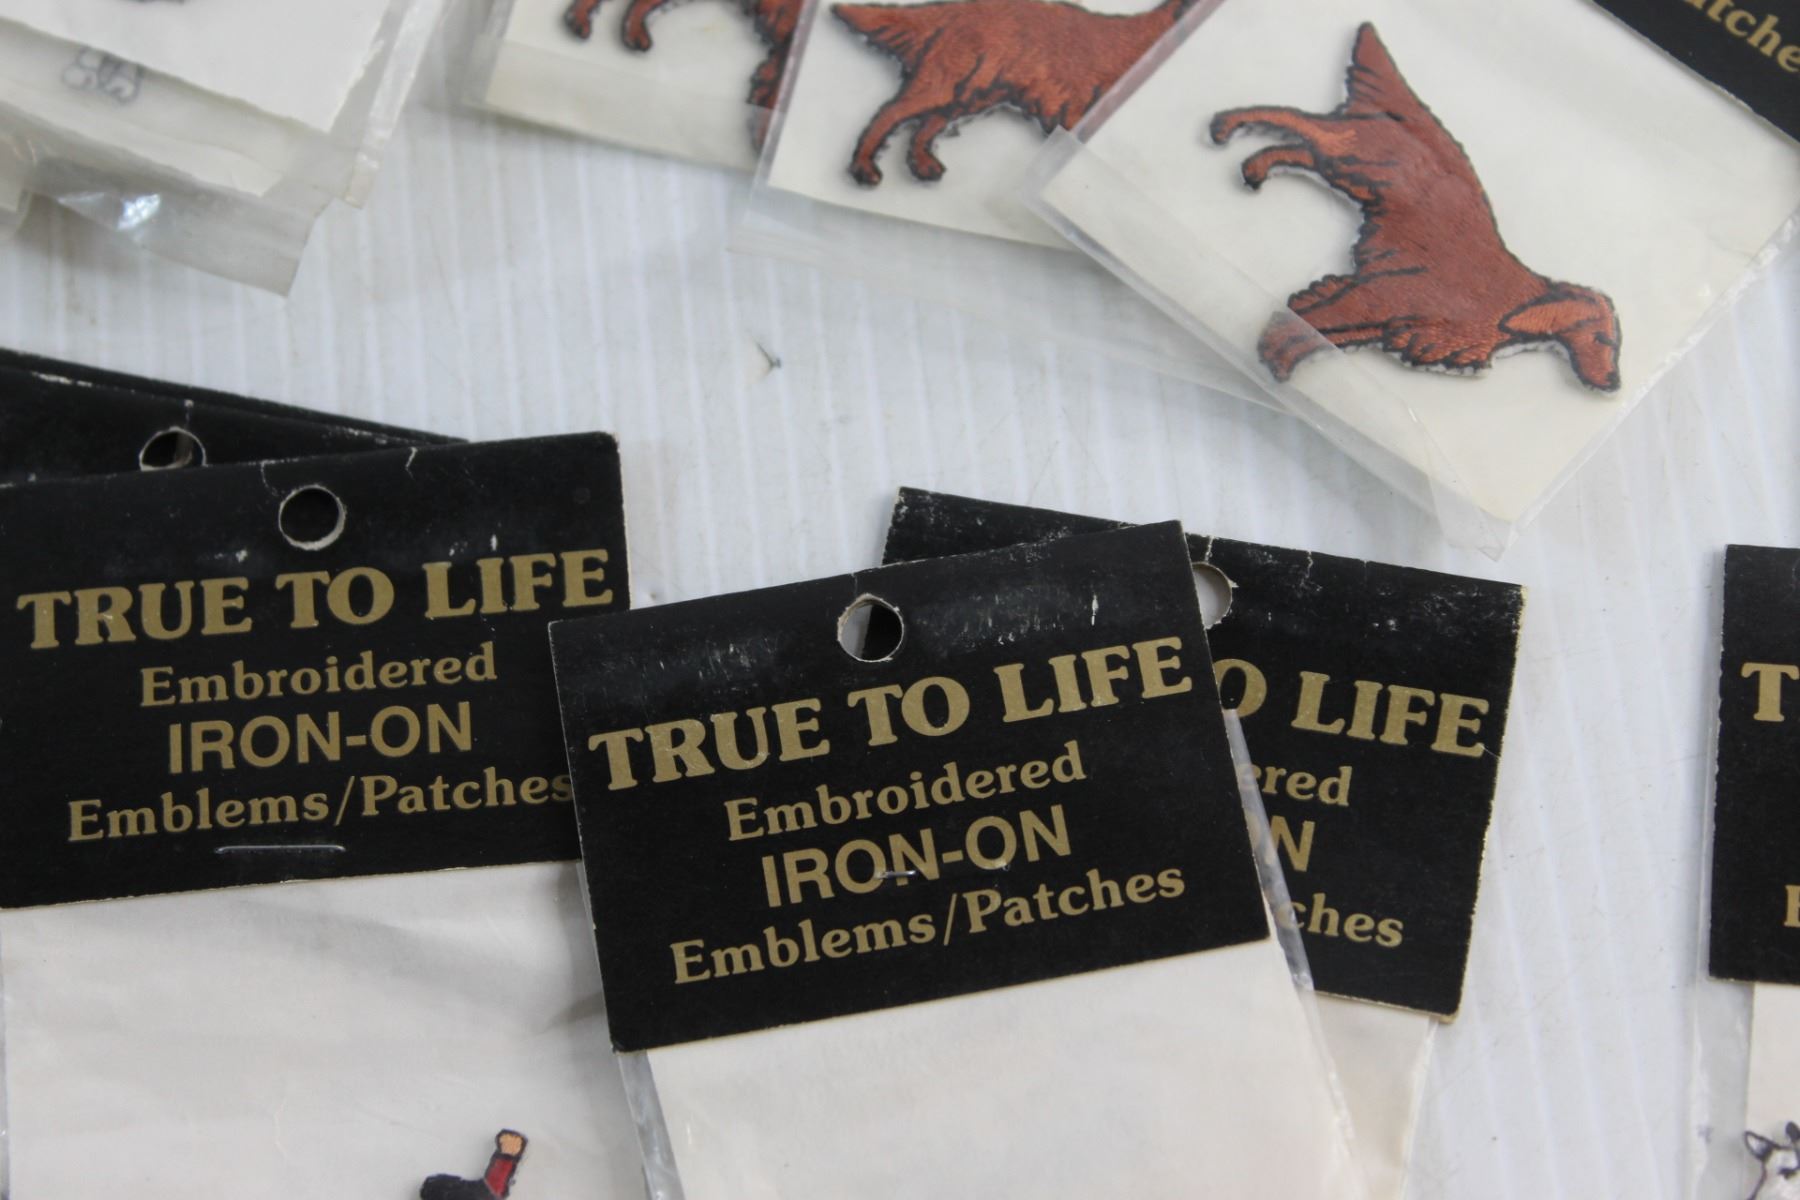 TRUE TO LIFE
Embroidered
IRON-ON
Emblems/Patches
TRUE TO LIFE
Embroidered
IRON-ON
Emblems/Patches
O LIFE
ered
N
ches
T
E
atche